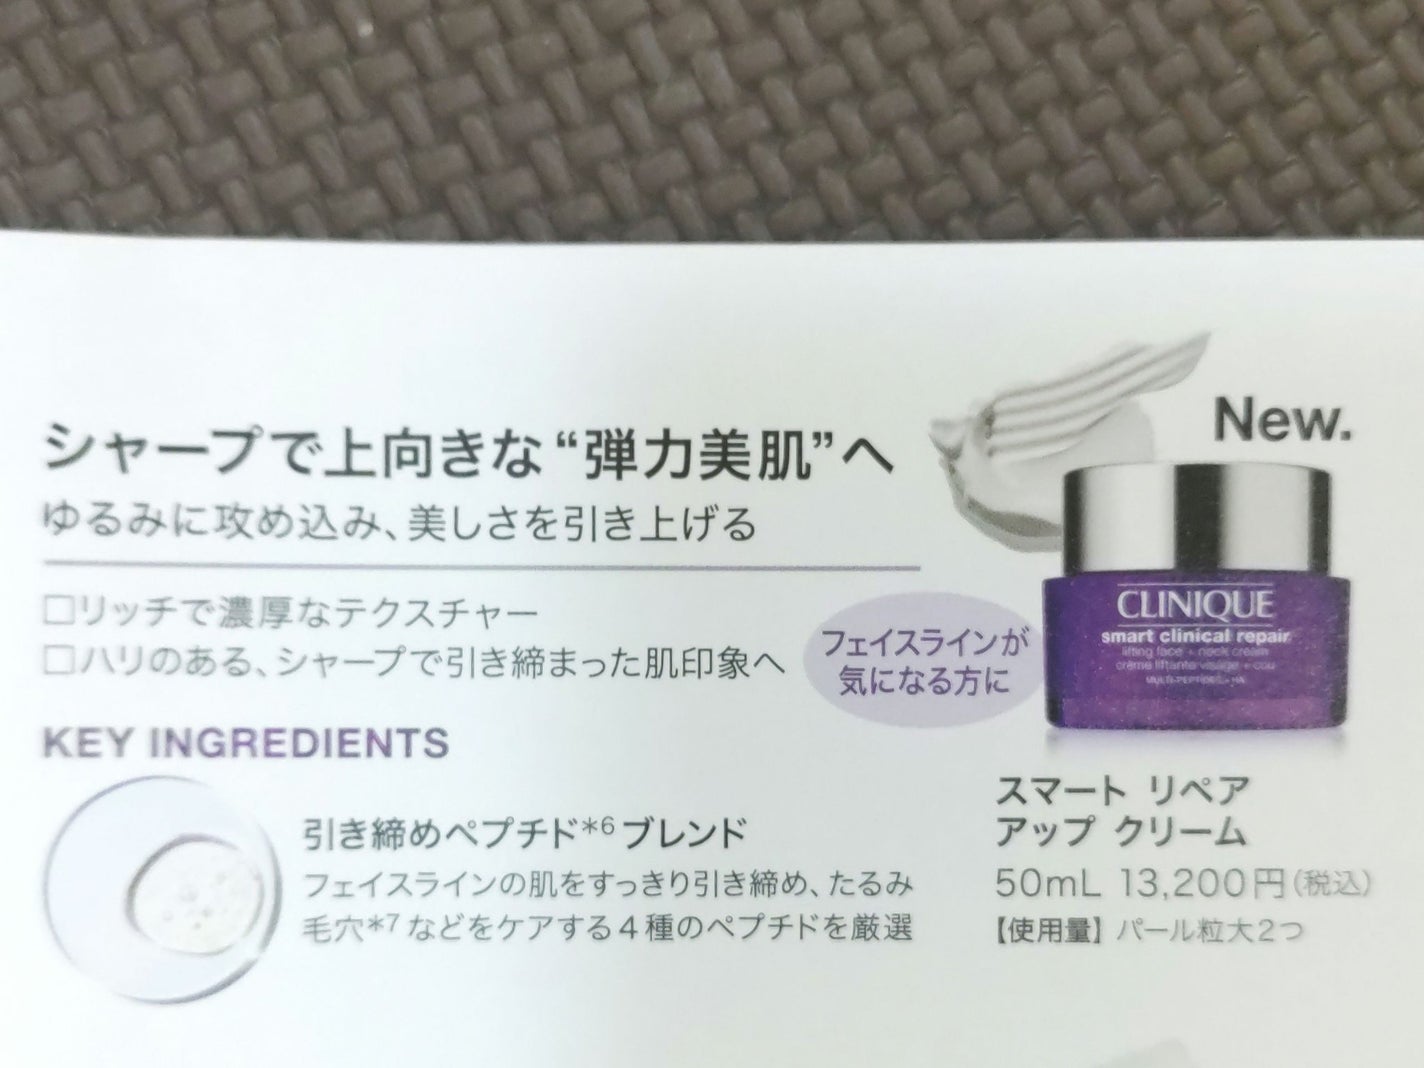 シャープで上向きな“弾力美肌”へ
ゆるみに攻め込み、美しさを引き上げる
□リッチで濃厚なテクスチャー
□ハリのある、シャープで引き締まった肌印象へ
フェイスラインが
気になる方に
New.
CLINIQUE
smart clinical repair
lifting face + neck cream
crème liftante visage + cou
MULTI-PEPTIDES + HA
KEY INGREDIENTS
引き締めペプチド*6ブレンド
フェイスラインの肌をすっきり引き締め、たるみ
毛穴*7などをケアする4種のペプチドを厳選
スマート リペア
アップ クリーム
50mL 13,200円(税込)
【使用量】パール粒大2つ